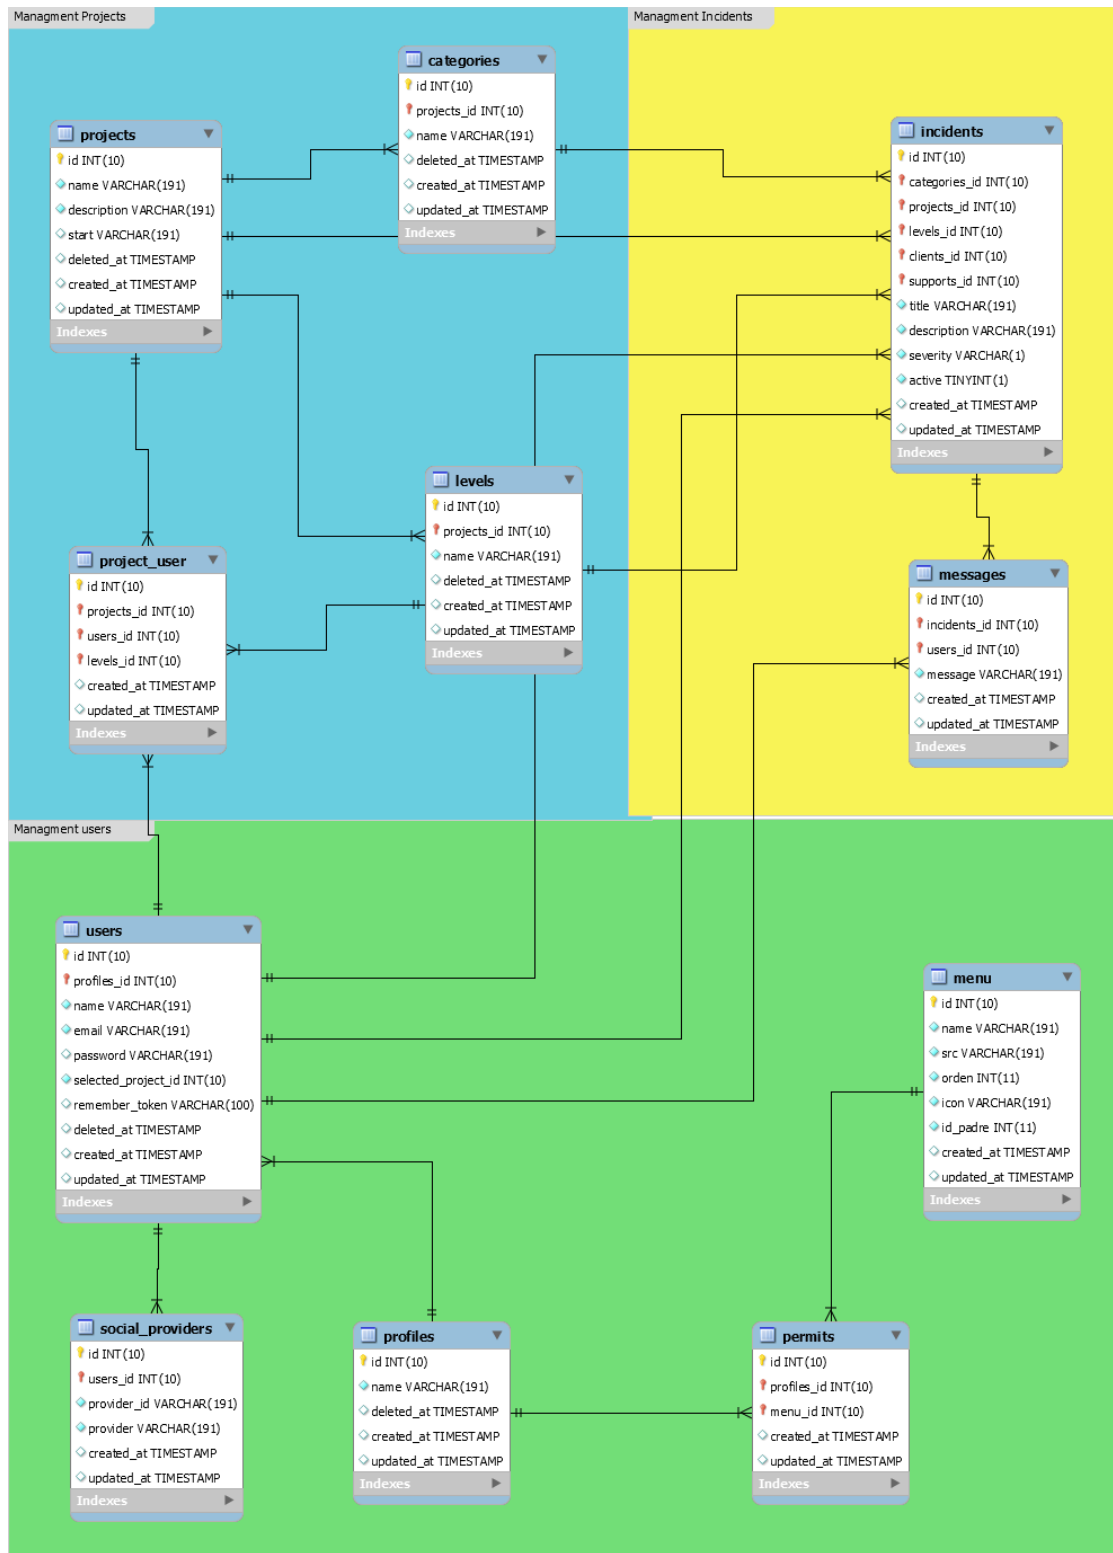 Managment Projects
Managment Incidents
categories
id INT(10)
projects_id INT(10)
name VARCHAR(191)
deleted_at TIMESTAMP
created_at TIMESTAMP
updated_at TIMESTAMP
Indexes
projects
id INT(10)
name VARCHAR(191)
description VARCHAR(191)
start VARCHAR(191)
deleted_at TIMESTAMP
created_at TIMESTAMP
updated_at TIMESTAMP
Indexes
incidents
id INT(10)
categories_id INT(10)
projects_id INT(10)
levels_id INT(10)
clients_id INT(10)
supports_id INT(10)
title VARCHAR(191)
description VARCHAR(191)
severity VARCHAR(1)
active TINYINT(1)
created_at TIMESTAMP
updated_at TIMESTAMP
Indexes
levels
id INT(10)
projects_id INT(10)
name VARCHAR(191)
deleted_at TIMESTAMP
created_at TIMESTAMP
updated_at TIMESTAMP
Indexes
project_user
id INT(10)
projects_id INT(10)
users_id INT(10)
levels_id INT(10)
created_at TIMESTAMP
updated_at TIMESTAMP
Indexes
messages
id INT(10)
incidents_id INT(10)
users_id INT(10)
message VARCHAR(191)
created_at TIMESTAMP
updated_at TIMESTAMP
Indexes
Managment users
users
id INT(10)
profiles_id INT(10)
name VARCHAR(191)
email VARCHAR(191)
password VARCHAR(191)
selected_project_id INT(10)
remember_token VARCHAR(100)
deleted_at TIMESTAMP
created_at TIMESTAMP
updated_at TIMESTAMP
Indexes
menu
id INT(10)
name VARCHAR(191)
src VARCHAR(191)
orden INT(11)
icon VARCHAR(191)
id_padre INT(11)
created_at TIMESTAMP
updated_at TIMESTAMP
Indexes
social_providers
id INT(10)
users_id INT(10)
provider_id VARCHAR(191)
provider VARCHAR(191)
created_at TIMESTAMP
updated_at TIMESTAMP
Indexes
profiles
id INT(10)
name VARCHAR(191)
deleted_at TIMESTAMP
created_at TIMESTAMP
updated_at TIMESTAMP
Indexes
permits
id INT(10)
profiles_id INT(10)
menu_id INT(10)
created_at TIMESTAMP
updated_at TIMESTAMP
Indexes